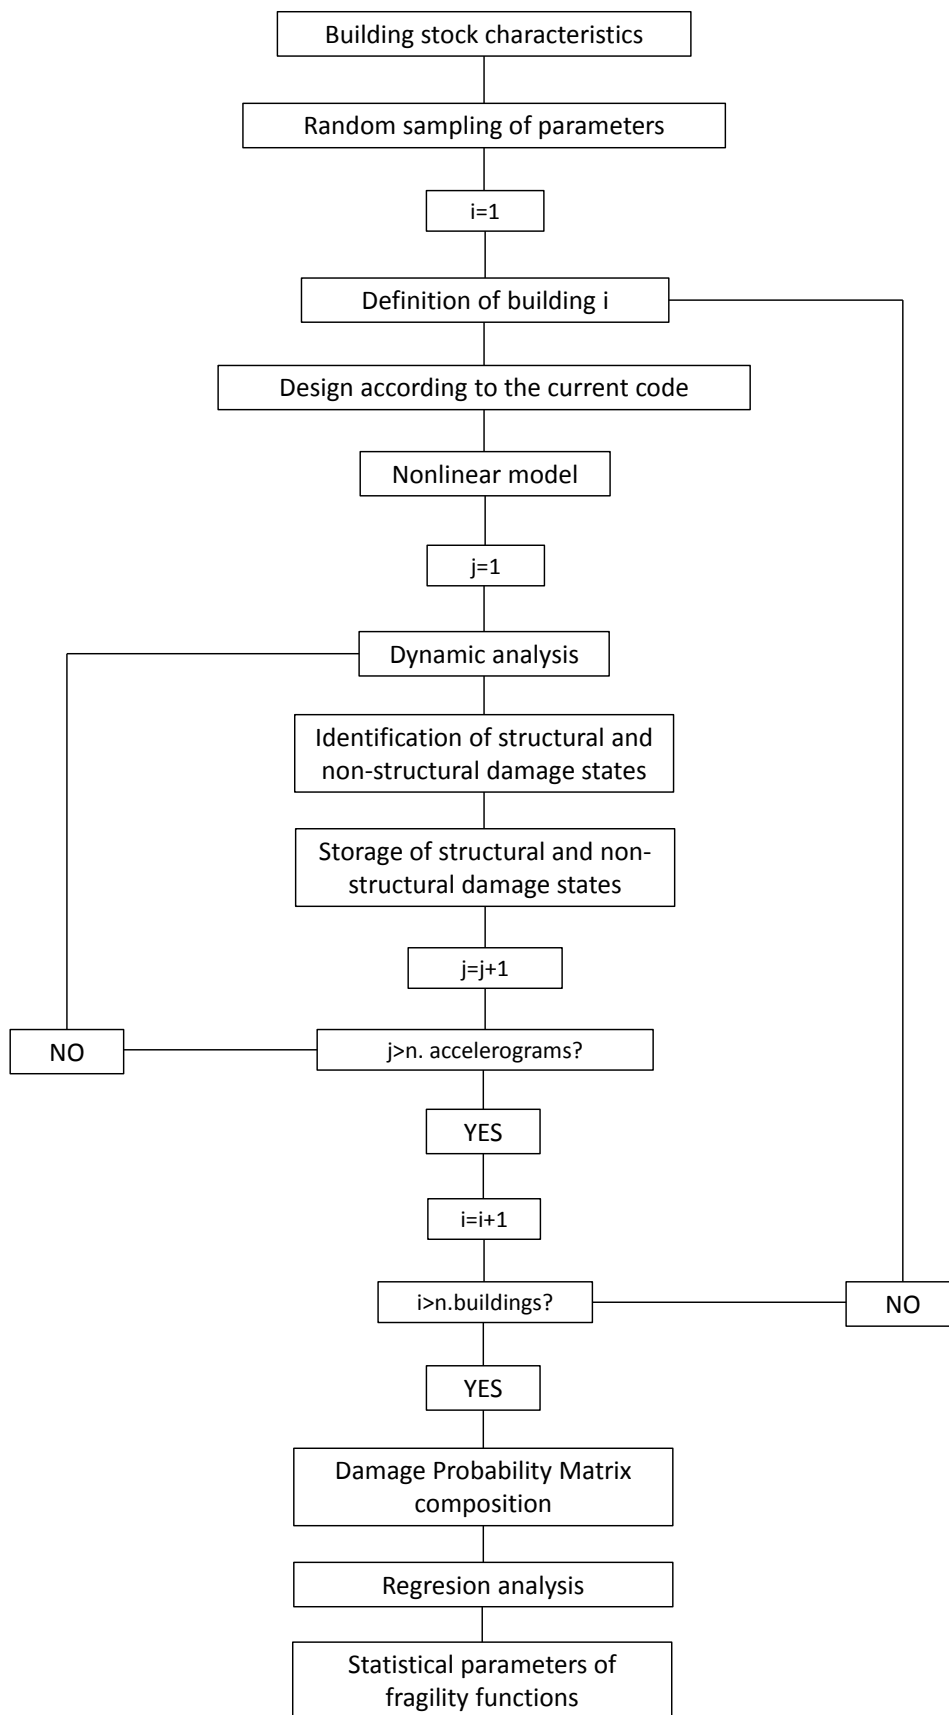 Building stock characteristics
Random sampling of parameters
i=1
Definition of building i
Design according to the current code
Nonlinear model
j=1
Dynamic analysis
Identification of structural and
non-structural damage states
Storage of structural and non-
structural damage states
j=j+1
NO
j>n. accelerograms?
YES
i=i+1
i>n.buildings?
NO
YES
Damage Probability Matrix
composition
Regresion analysis
Statistical parameters of
fragility functions